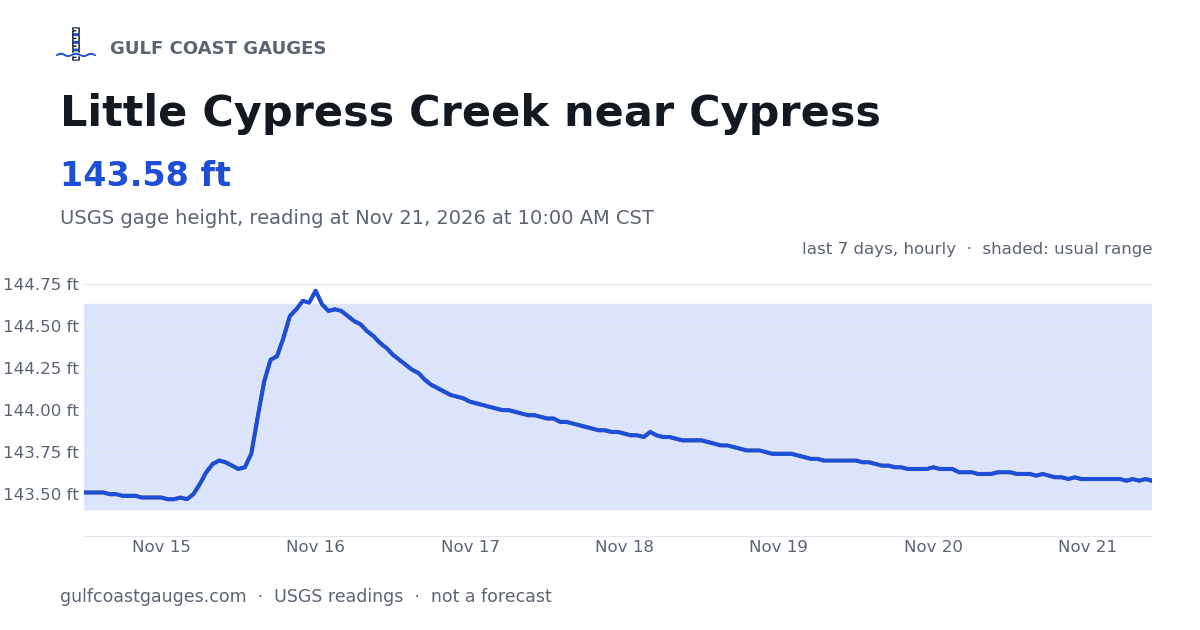 GULF COAST GAUGES
Little Cypress Creek near Cypress
143.58 ft
USGS gage height, reading at Nov 21, 2026 at 10:00 AM CST
last 7 days, hourly · shaded: usual range
144.75 ft
144.50 ft
144.25 ft
144.00 ft
143.75 ft
143.50 ft
Nov 15 Nov 16 Nov 17 Nov 18 Nov 19 Nov 20 Nov 21
gulfcoastgauges.com · USGS readings · not a forecast